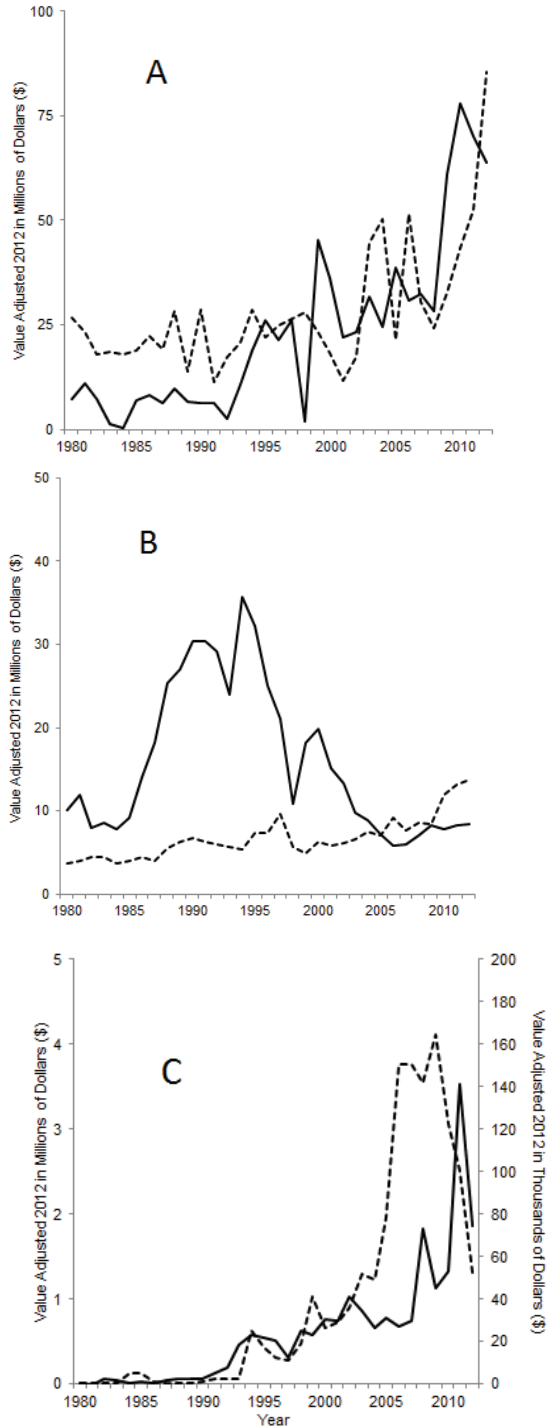 A
Value Adjusted 2012 in Millions of Dollars ($)
100
75
50
25
0
1980 1985 1990 1995 2000 2005 2010
B
Value Adjusted 2012 in Millions of Dollars ($)
50
40
30
20
10
0
1980 1985 1990 1995 2000 2005 2010
C
Value Adjusted 2012 in Millions of Dollars ($)
5
4
3
2
1
0
200
180
160
140
120
100
80
60
40
20
0
Value Adjusted 2012 in Thousands of Dollars ($)
1980 1985 1990 1995 2000 2005 2010
Year